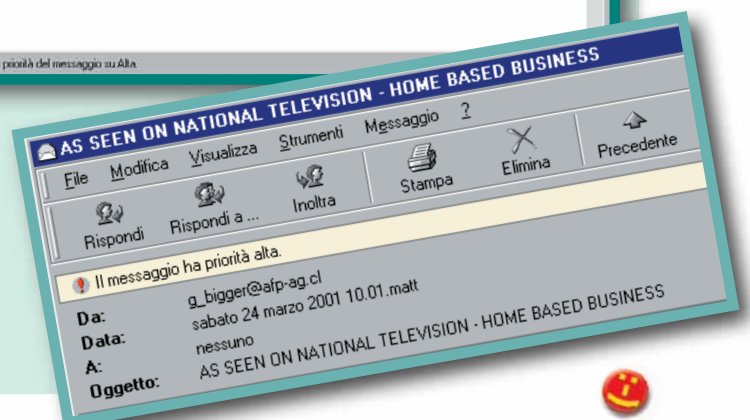 priorità del messaggio su Alta.
AS SEEN ON NATIONAL TELEVISION - HOME BASED BUSINESS
File Modifica Visualizza Strumenti Messaggio ?
Rispondi Rispondi a ... Inoltra Stampa Elimina Precedente
Il messaggio ha priorità alta.
Da: g_bigger@afp-ag.cl
Data: sabato 24 marzo 2001 10.01.matt
A: nessuno
Oggetto: AS SEEN ON NATIONAL TELEVISION - HOME BASED BUSINESS